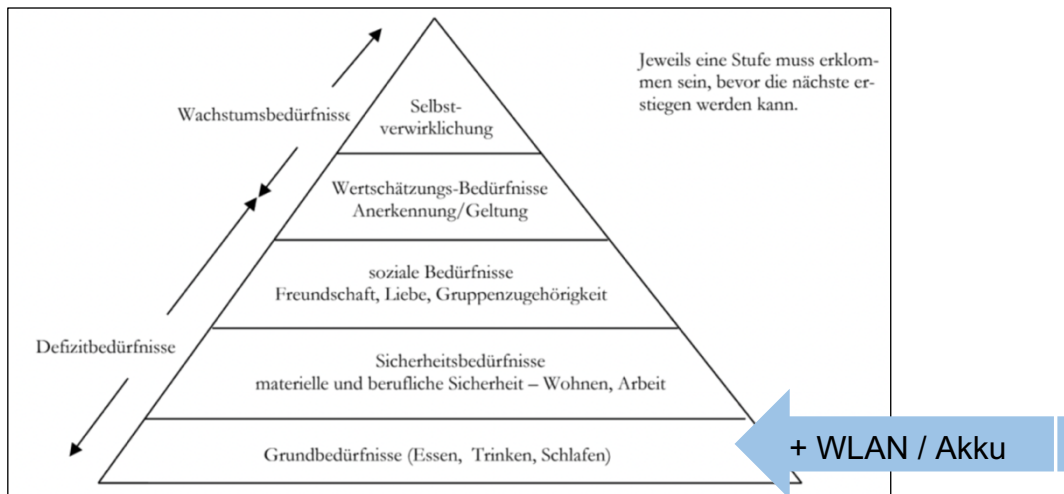 Jeweils eine Stufe muss erklom-
men sein, bevor die nächste er-
stiegen werden kann.
Wachstumsbedürfnisse
Selbst-
verwirklichung
Wertschätzungs-Bedürfnisse
Anerkennung/Geltung
soziale Bedürfnisse
Freundschaft, Liebe, Gruppenzugehörigkeit
Defizitbedürfnisse
Sicherheitsbedürfnisse
materielle und berufliche Sicherheit – Wohnen, Arbeit
Grundbedürfnisse (Essen, Trinken, Schlafen)
+ WLAN / Akku